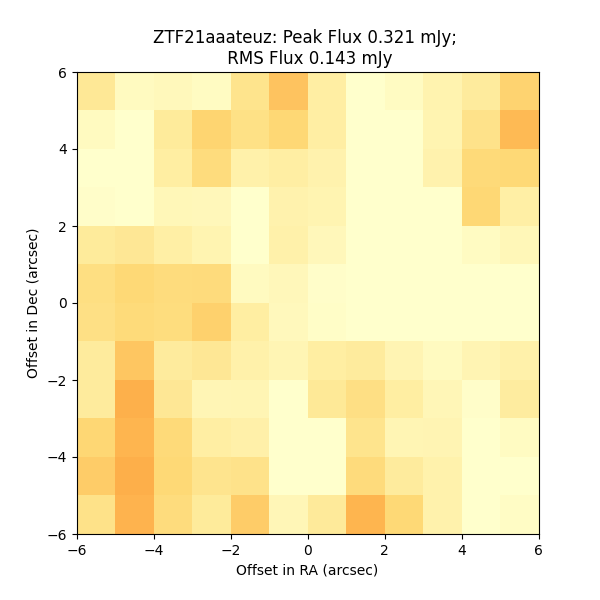 ZTF21aaateuz: Peak Flux 0.321 mJy;
RMS Flux 0.143 mJy
6
4
2
0
−2
−4
−6
Offset in Dec (arcsec)
−6 −4 −2 0 2 4 6
Offset in RA (arcsec)